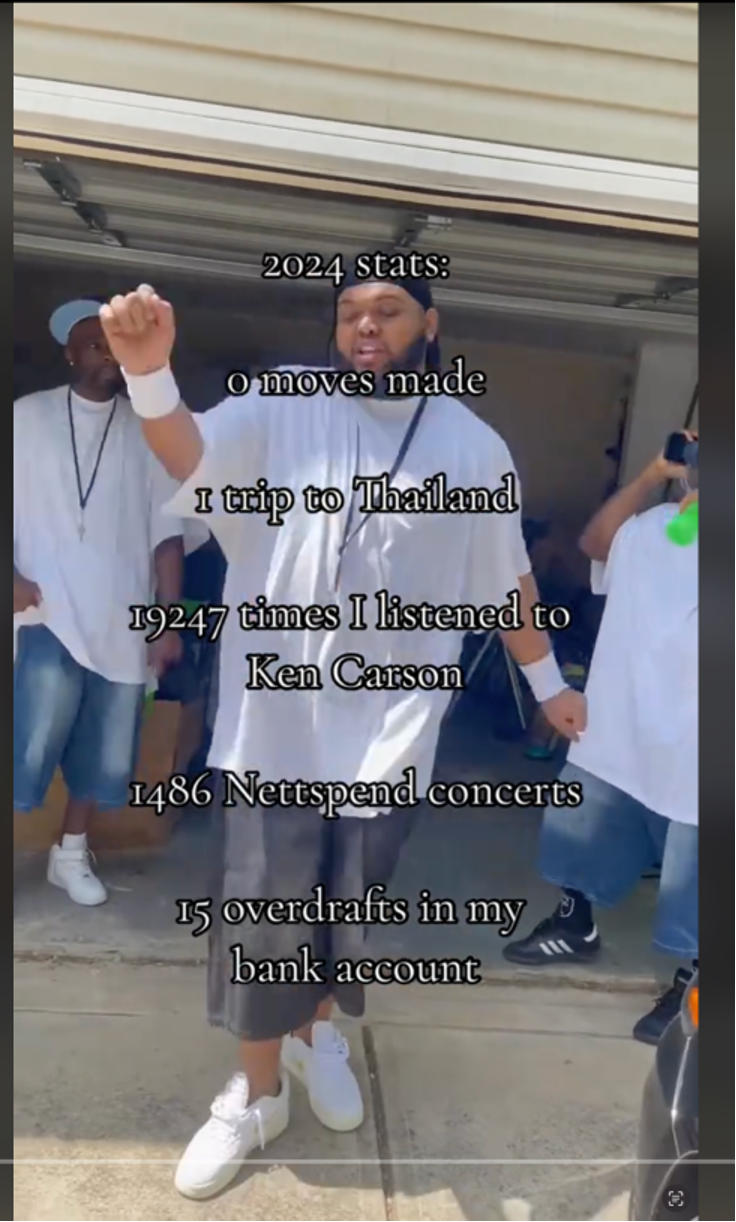 2024 stats:
0 moves made
1 trip to Thailand
19247 times I listened to
Ken Carson
1486 Nettspend concerts
15 overdrafts in my
bank account